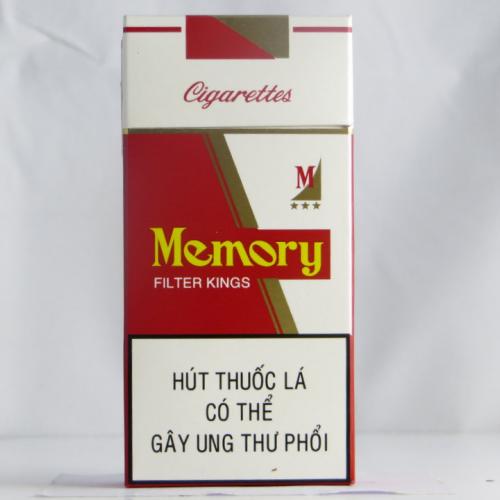 Cigarettes
M
★★★
Memory
FILTER KINGS
HÚT THUỐC LÁ
CÓ THỂ
GÂY UNG THƯ PHỔI